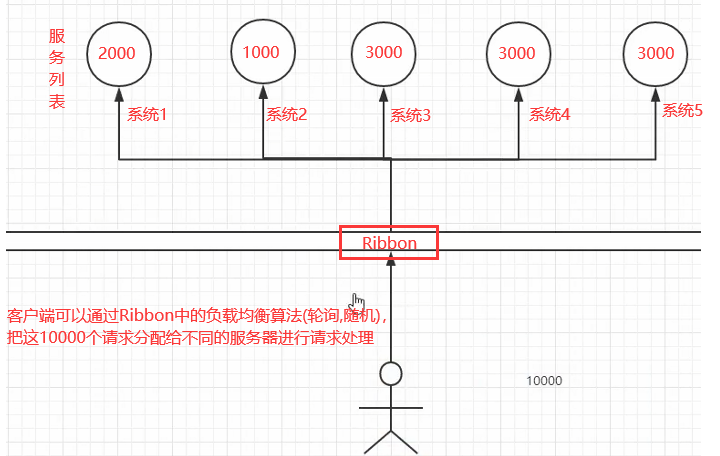 服务列表
2000
1000
3000
3000
3000
系统1
系统2
系统3
系统4
系统5
Ribbon
客户端可以通过Ribbon中的负载均衡算法(轮询,随机)，
把这10000个请求分配给不同的服务器进行请求处理
10000